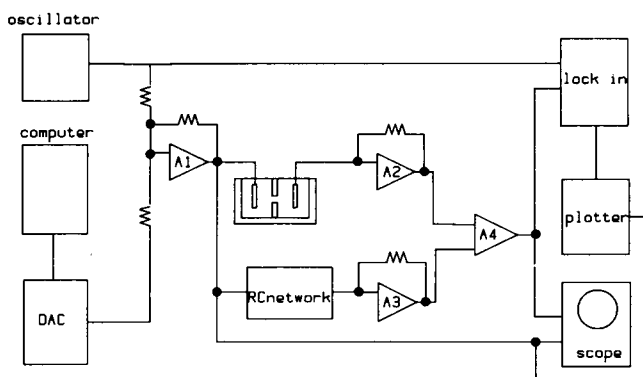 oscillator
lock in
computer
A1
A2
plotter
A4
DAC
RCnetwork
A3
scope